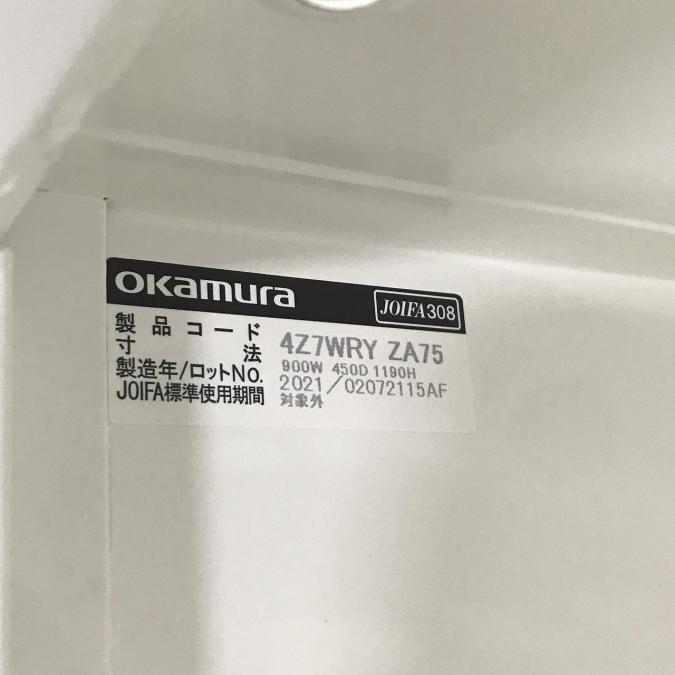 OKamura
JOIFA308
製品コード 4Z7WRY ZA75
寸法 900W 450D 1190H
製造年/ロットNO. 2021/02072115AF
JOIFA標準使用期間 対象外